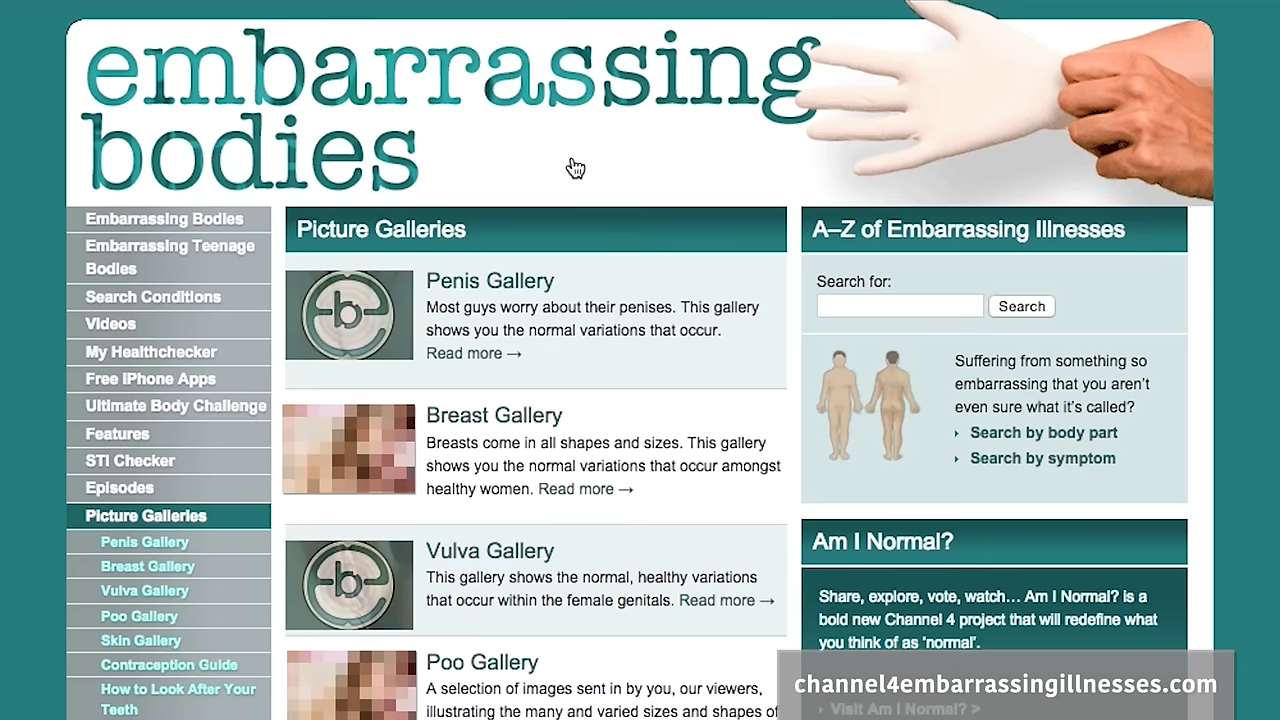 embarrassing
bodies
Embarrassing Bodies
Embarrassing Teenage
Bodies
Search Conditions
Videos
My Healthchecker
Free iPhone Apps
Ultimate Body Challenge
Features
STI Checker
Episodes
Picture Galleries
Penis Gallery
Breast Gallery
Vulva Gallery
Poo Gallery
Skin Gallery
Contraception Guide
How to Look After Your
Teeth
Picture Galleries
b
Penis Gallery
Most guys worry about their penises. This gallery
shows you the normal variations that occur.
Read more →
Breast Gallery
Breasts come in all shapes and sizes. This gallery
shows you the normal variations that occur amongst
healthy women. Read more →
b
Vulva Gallery
This gallery shows the normal, healthy variations
that occur within the female genitals. Read more →
Poo Gallery
A selection of images sent in by you, our viewers,
illustrating the many and varied sizes and shapes of
A–Z of Embarrassing Illnesses
Search for:
Search
Suffering from something so
embarrassing that you aren't
even sure what it's called?
Search by body part
Search by symptom
Am I Normal?
Share, explore, vote, watch… Am I Normal? is a
bold new Channel 4 project that will redefine what
you think of as 'normal'.
channel4embarrassingillnesses.com
Visit Am I Normal? >